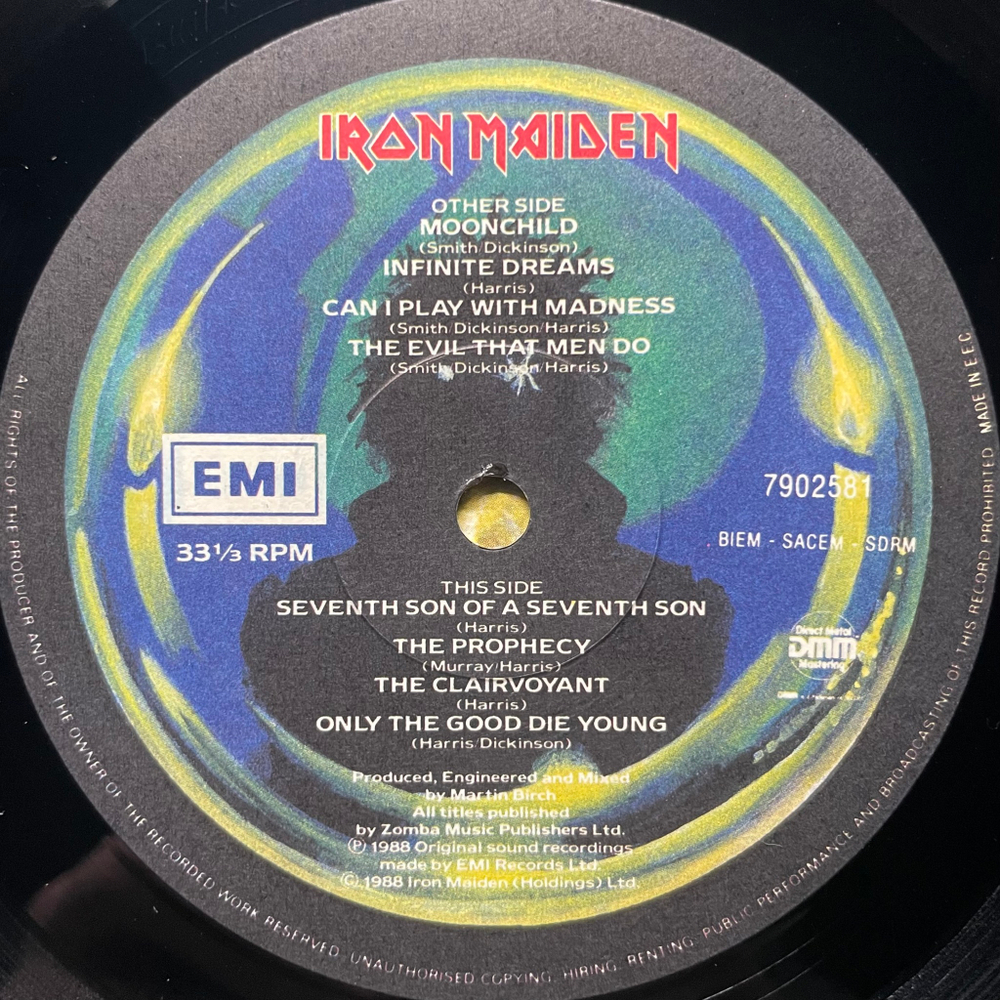 IRON MAIDEN
OTHER SIDE
MOONCHILD
(Smith/Dickinson)
INFINITE DREAMS
(Harris)
CAN I PLAY WITH MADNESS
(Smith/Dickinson/Harris)
THE EVIL THAT MEN DO
(Smith/Dickinson/Harris)
EMI
33 1/3 RPM
7902581
BIEM - SACEM - SDRM
THIS SIDE
SEVENTH SON OF A SEVENTH SON
(Harris)
THE PROPHECY
(Murray/Harris)
THE CLAIRVOYANT
(Harris)
ONLY THE GOOD DIE YOUNG
(Harris/Dickinson)
Direct Metal
DMM
Mastering
Produced, Engineered and Mixed
by Martin Birch
All titles published
by Zomba Music Publishers Ltd.
℗ 1988 Original sound recordings
made by EMI Records Ltd.
© 1988 Iron Maiden (Holdings) Ltd.
ALL RIGHTS OF THE PRODUCER AND OF THE OWNER OF THE RECORDED WORK RESERVED. UNAUTHORISED COPYING. HIRING. RENTING. PUBLIC PERFORMANCE AND BROADCASTING OF THIS RECORD PROHIBITED MADE IN E.E.C.